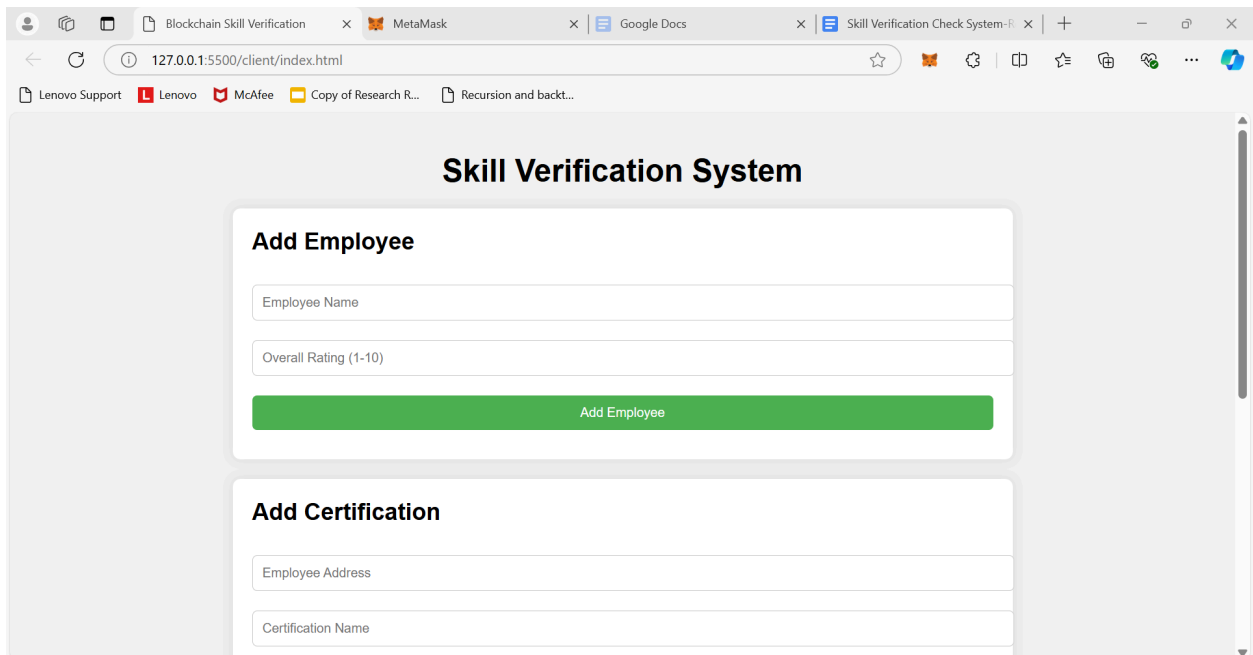 Blockchain Skill Verification
MetaMask
Google Docs
Skill Verification Check System-R
127.0.0.1:5500/client/index.html
Lenovo Support
L Lenovo
McAfee
Copy of Research R...
Recursion and backt...
Skill Verification System
Add Employee
Employee Name
Overall Rating (1-10)
Add Employee
Add Certification
Employee Address
Certification Name